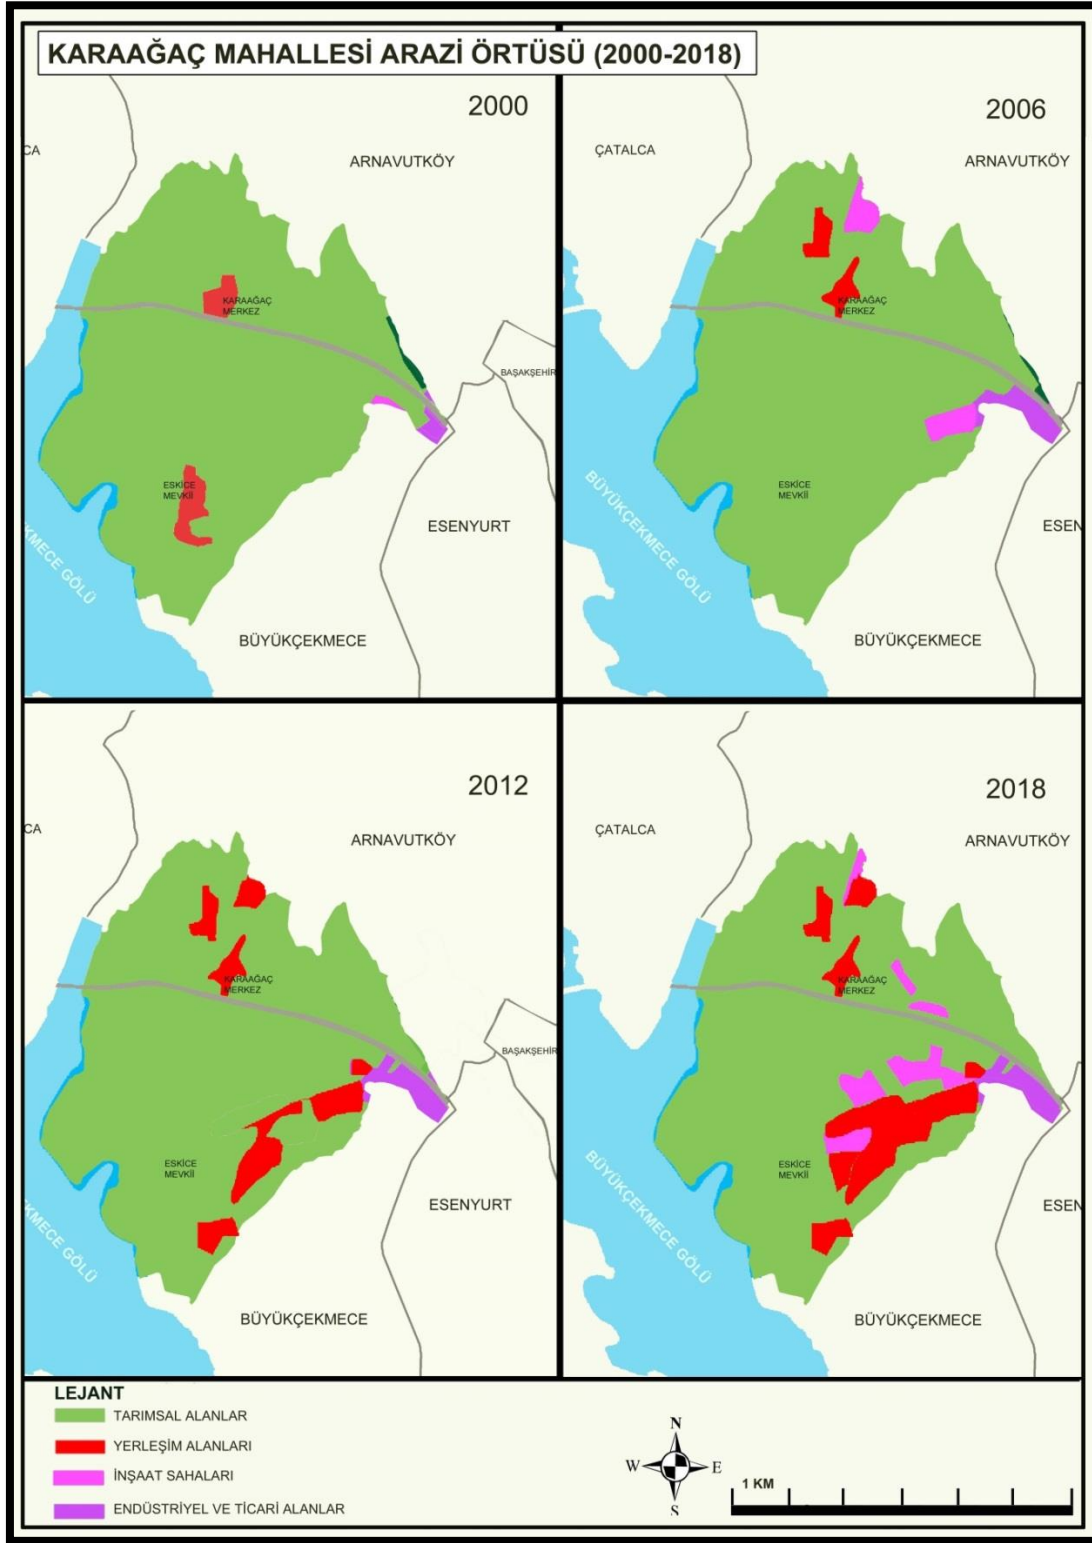 KARAAĞAÇ MAHALLESİ ARAZİ ÖRTÜSÜ (2000-2018)
2000
CA
ARNAVUTKÖY
KARAAĞAÇ
MERKEZ
BAŞAKŞEHİR
ESKİCE
MEVKİİ
ESENYURT
KMECE GÖLÜ
BÜYÜKÇEKMECE
2006
ÇATALCA
ARNAVUTKÖY
KARAAĞAÇ
MERKEZ
ESKİCE
MEVKİİ
BÜYÜKÇEKMECE GÖLÜ
ESEN
BÜYÜKÇEKMECE
2012
CA
ARNAVUTKÖY
KARAAĞAÇ
MERKEZ
BAŞAKŞEHİR
ESKİCE
MEVKİİ
ESENYURT
KMECE GÖLÜ
BÜYÜKÇEKMECE
2018
ÇATALCA
ARNAVUTKÖY
KARAAĞAÇ
MERKEZ
ESKİCE
MEVKİİ
BÜYÜKÇEKMECE GÖLÜ
ESEN
BÜYÜKÇEKMECE
LEJANT
TARIMSAL ALANLAR
YERLEŞİM ALANLARI
İNŞAAT SAHALARI
ENDÜSTRİYEL VE TİCARİ ALANLAR
N
W
E
S
1 KM